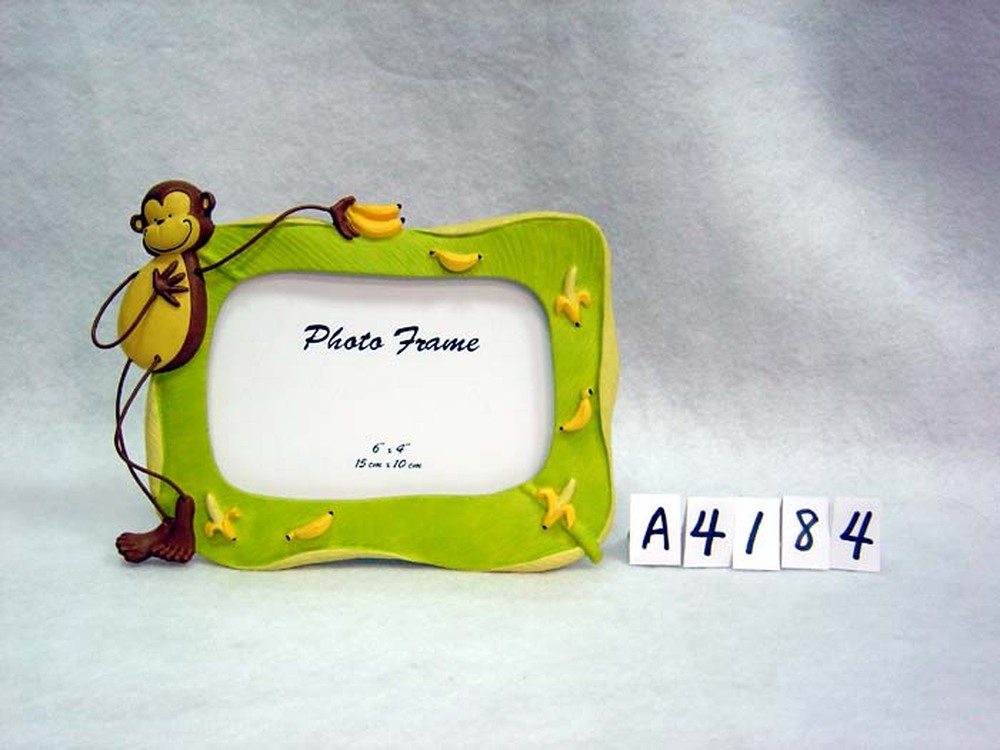 Photo Frame
6" x 4"
15 cm x 10 cm
A4184